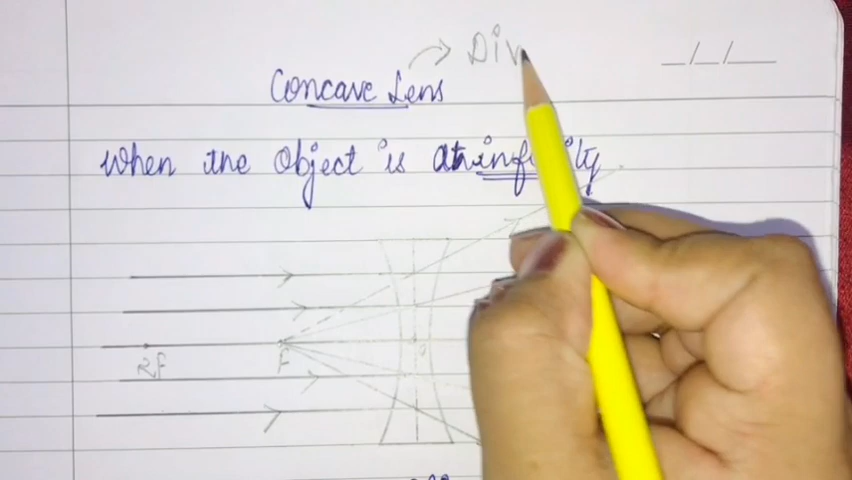 Div
_/_/_
Concave Lens
When the object is at infinity
2F F